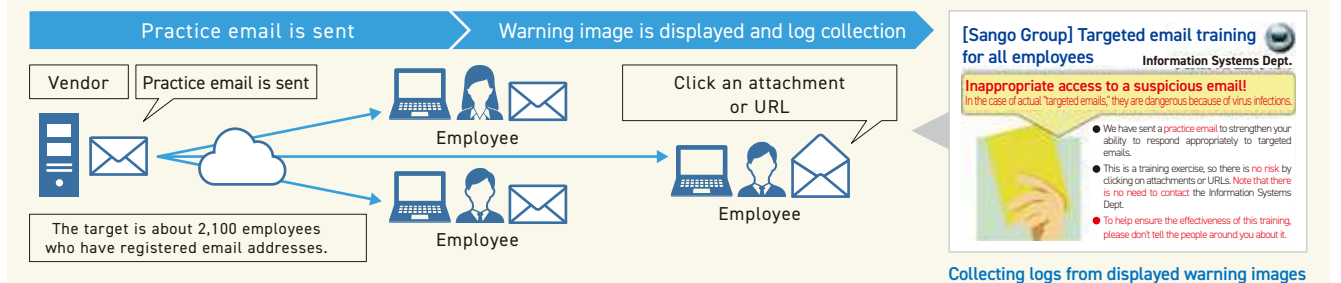 Practice email is sent
Warning image is displayed and log collection
Vendor
Practice email is sent
The target is about 2,100 employees
who have registered email addresses.
Employee
Employee
Click an attachment
or URL
Employee
[Sango Group] Targeted email training
for all employees
Information Systems Dept.
Inappropriate access to a suspicious email!
In the case of actual "targeted emails," they are dangerous because of virus infections.
● We have sent a practice email to strengthen your
ability to respond appropriately to targeted
emails.
● This is a training exercise, so there is no risk by
clicking on attachments or URLs. Note that there
is no need to contact the Information Systems
Dept.
● To help ensure the effectiveness of this training,
please don't tell the people around you about it.
Collecting logs from displayed warning images